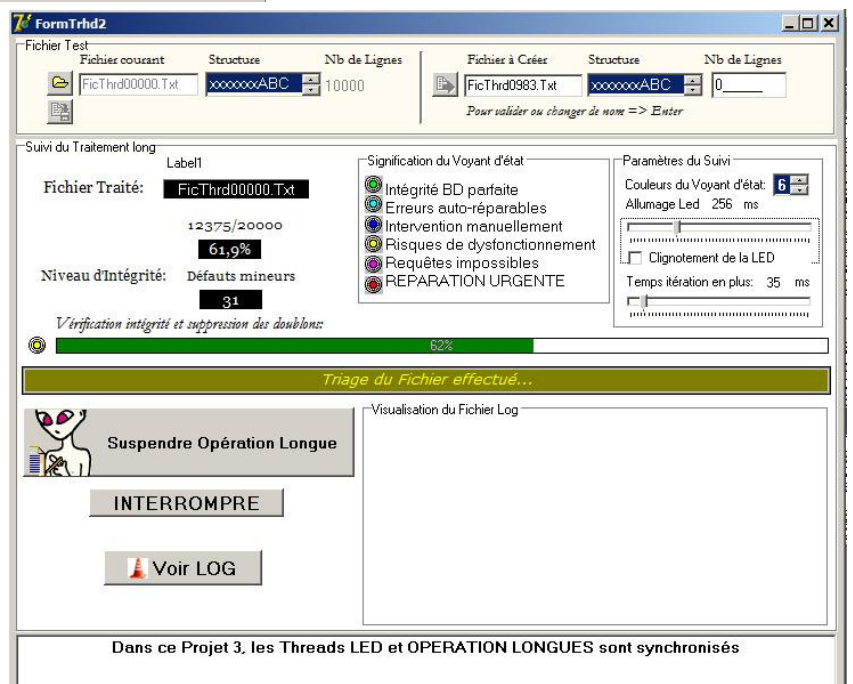 FormTrhd2
Fichier Test
Fichier courant Structure Nb de Lignes Fichier à Créer Structure Nb de Lignes
FicThrd00000.Txt xxxxxxxABC 10000 FicThrd0983.Txt xxxxxxxABC 0_____
Pour valider ou changer de nom => Enter
Suivi du Traitement long
Label1
Fichier Traité: FicThrd00000.Txt
12375/20000
61,9%
Niveau d'Intégrité: Défauts mineurs
31
Vérification intégrité et suppression des doublons:
Signification du Voyant d'état
Intégrité BD parfaite
Erreurs auto-réparables
Intervention manuellement
Risques de dysfonctionnement
Requêtes impossibles
REPARATION URGENTE
Paramètres du Suivi
Couleurs du Voyant d'état: 6
Allumage Led 256 ms
Clignotement de la LED
Temps itération en plus: 35 ms
62%
Triage du Fichier effectué...
Suspendre Opération Longue
INTERROMPRE
Voir LOG
Visualisation du Fichier Log
Dans ce Projet 3, les Threads LED et OPERATION LONGUES sont synchronisés